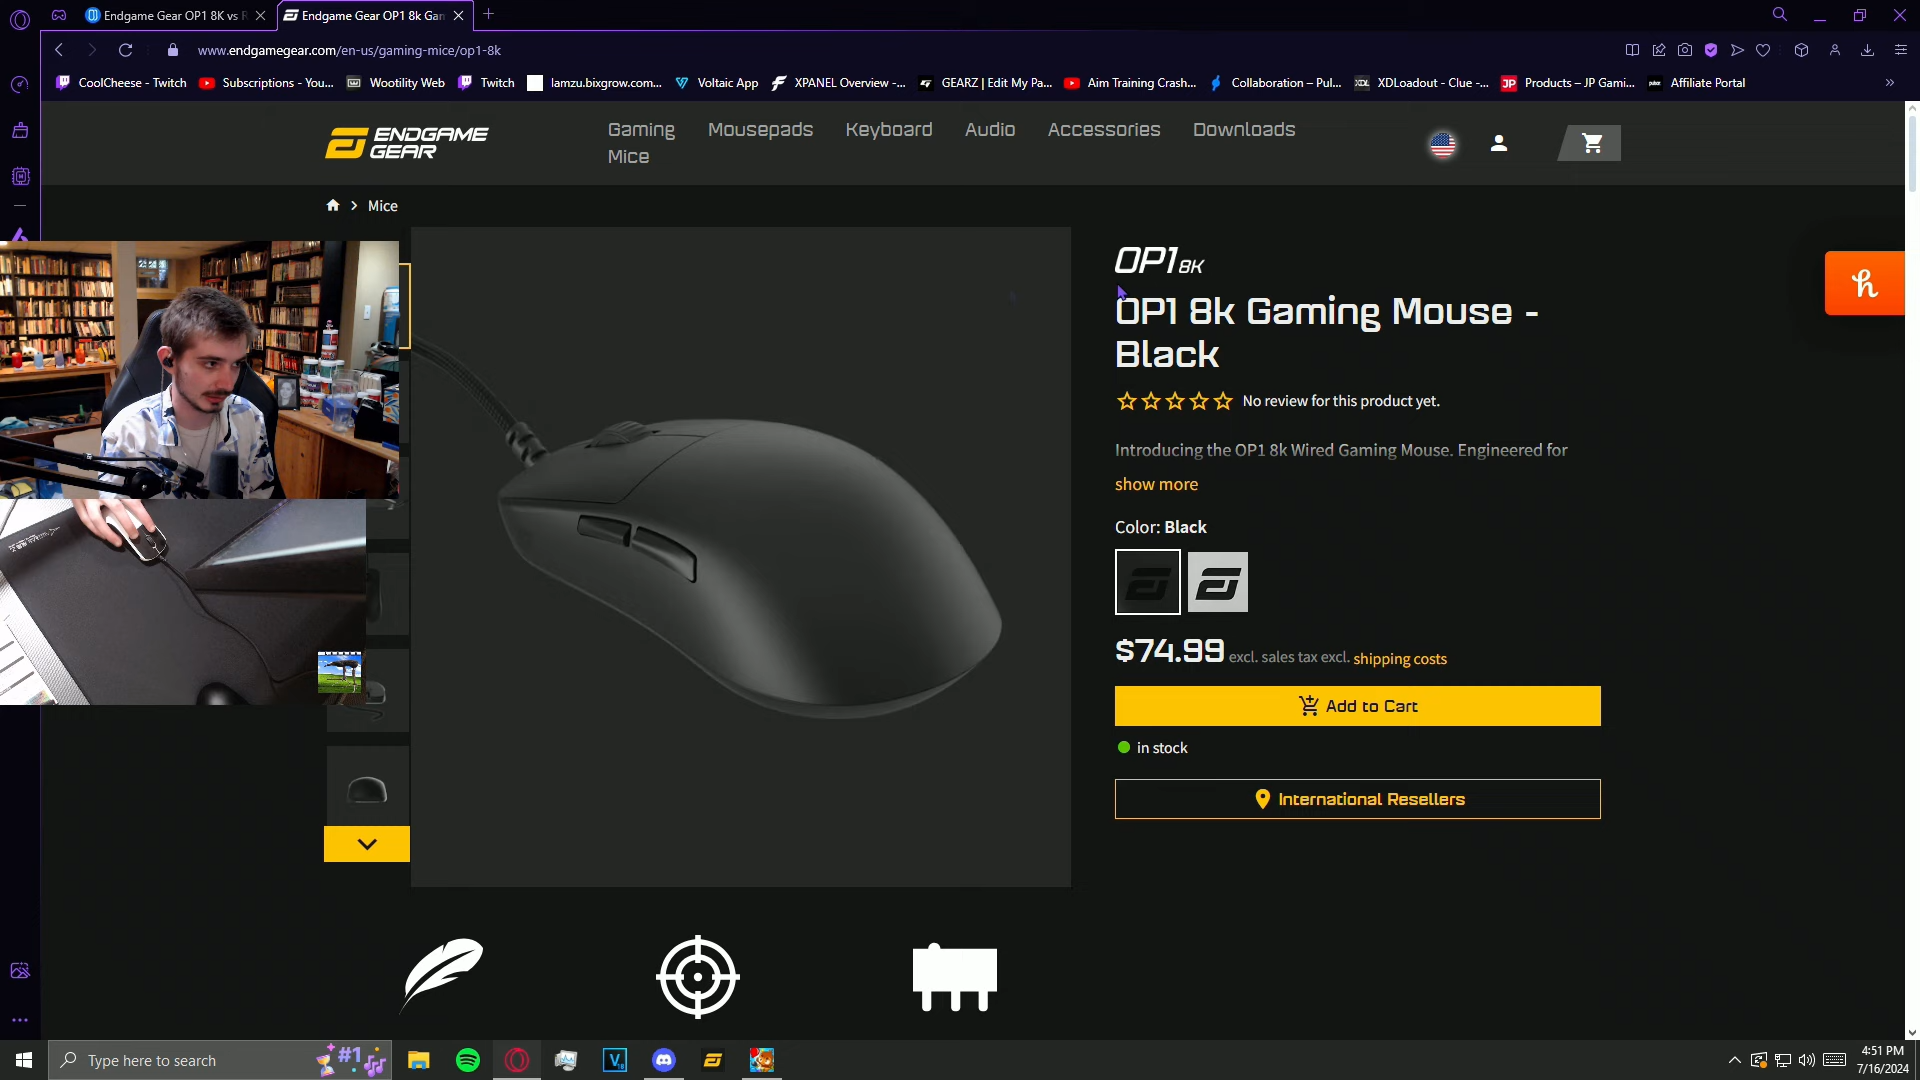 Endgame Gear OP1 8K vs R
Endgame Gear OP1 8k Gam
www.endgamegear.com/en-us/gaming-mice/op1-8k
CoolCheese - Twitch
Subscriptions - You...
Wootility Web
Twitch
lamzu.bixgrow.com...
Voltaic App
XPANEL Overview -...
GEARZ | Edit My Pa...
Aim Training Crash...
Collaboration – Pul...
XDLoadout - Clue -...
Products – JP Gami...
Affiliate Portal
ENDGAME
GEAR
Gaming
Mice
Mousepads
Keyboard
Audio
Accessories
Downloads
Mice
OP1 8K
OP1 8k Gaming Mouse -
Black
No review for this product yet.
Introducing the OP1 8k Wired Gaming Mouse. Engineered for
show more
Color: Black
$74.99 excl. sales tax excl. shipping costs
Add to Cart
in stock
International Resellers
Type here to search
#1
4:51 PM
7/16/2024